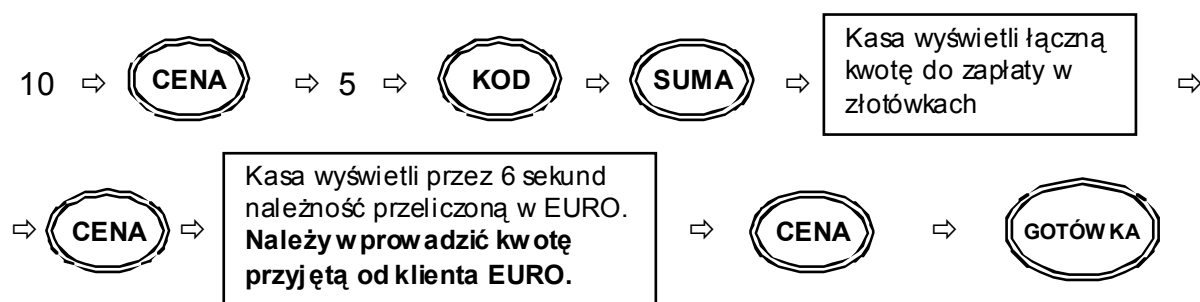 10 ⇨ CENA ⇨ 5 ⇨ KOD ⇨ SUMA ⇨ ⇨
Kasa wyświetli łączną
kwotę do zapłaty w
złotówkach
⇨ CENA ⇨
Kasa wyświetli przez 6 sekund
należność przeliczoną w EURO.
Należy wprowadzić kwotę
przyjętą od klienta EURO.
⇨ CENA ⇨ GOTÓWKA